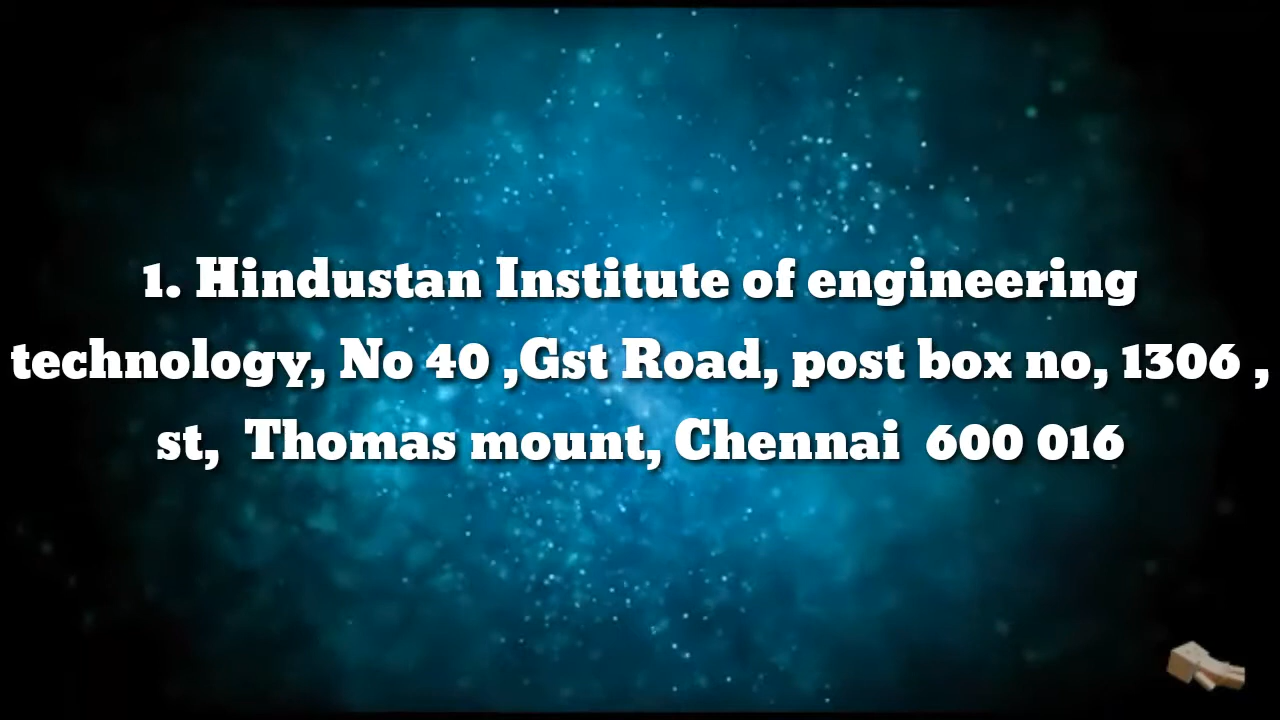 1. Hindustan Institute of engineering
technology, No 40 ,Gst Road, post box no, 1306 ,
st,  Thomas mount, Chennai  600 016